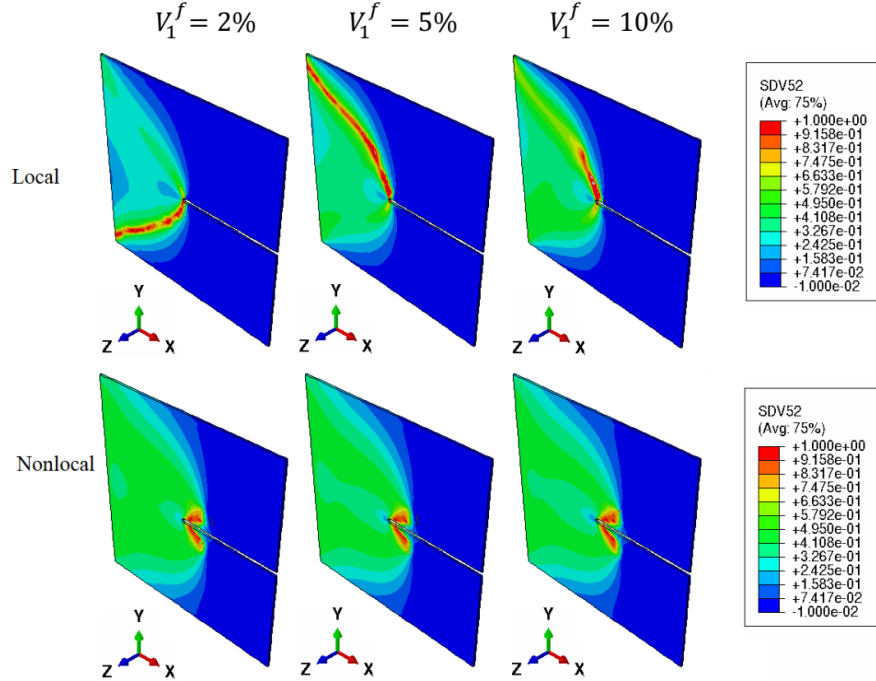 V₁ᶠ = 2% V₁ᶠ = 5% V₁ᶠ = 10%
Local
SDV52
(Avg: 75%)
+1.000e+00
+9.158e-01
+8.317e-01
+7.475e-01
+6.633e-01
+5.792e-01
+4.950e-01
+4.108e-01
+3.267e-01
+2.425e-01
+1.583e-01
+7.417e-02
-1.000e-02
Y Y Y
Z X Z X Z X
Nonlocal
SDV52
(Avg: 75%)
+1.000e+00
+9.158e-01
+8.317e-01
+7.475e-01
+6.633e-01
+5.792e-01
+4.950e-01
+4.108e-01
+3.267e-01
+2.425e-01
+1.583e-01
+7.417e-02
-1.000e-02
Y Y Y
Z X Z X Z X